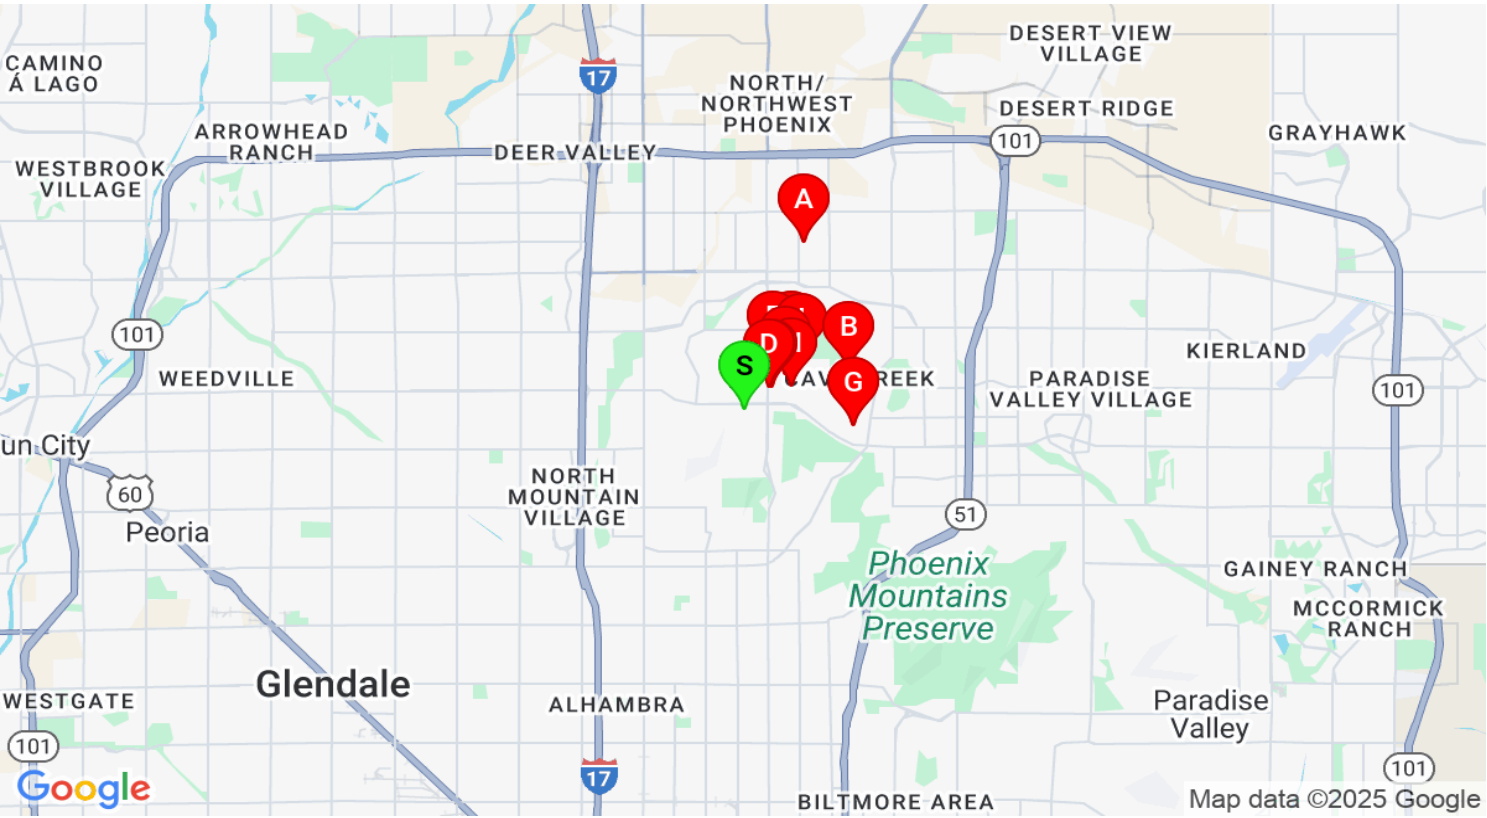 CAMINO
Á LAGO
17
DESERT VIEW
VILLAGE
NORTH/
NORTHWEST
PHOENIX
DESERT RIDGE
ARROWHEAD
RANCH
DEER VALLEY
101
GRAYHAWK
WESTBROOK
VILLAGE
A
101
B
D
I
S
G
KIERLAND
WEEDVILLE
PARADISE
VALLEY VILLAGE
101
un City
60
Peoria
NORTH
MOUNTAIN
VILLAGE
51
Phoenix
Mountains
Preserve
GAINEY RANCH
MCCORMICK
RANCH
Glendale
WESTGATE
ALHAMBRA
Paradise
Valley
101
17
101
Google
BILTMORE AREA
Map data ©2025 Google